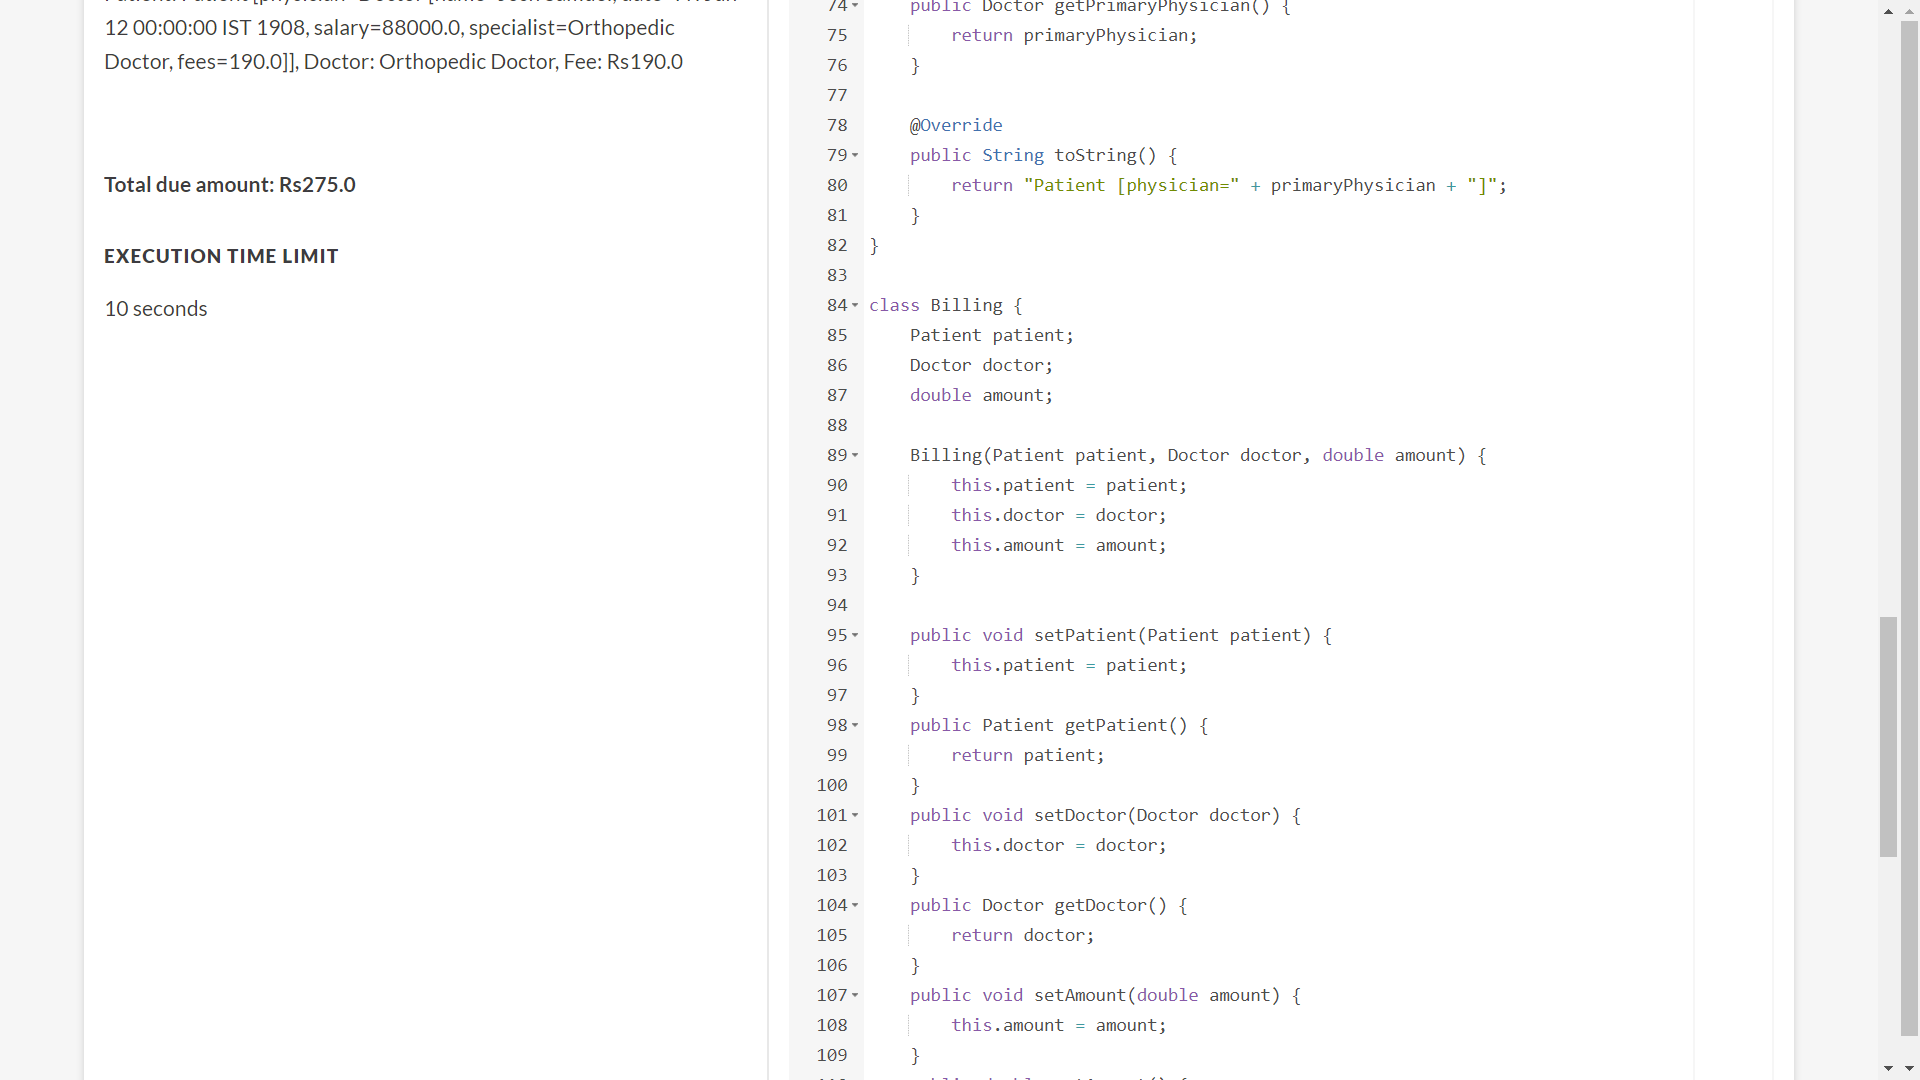 12 00:00:00 IST 1908, salary=88000.0, specialist=Orthopedic
Doctor, fees=190.0]], Doctor: Orthopedic Doctor, Fee: Rs190.0
Total due amount: Rs275.0
EXECUTION TIME LIMIT
10 seconds
74 public Doctor getPrimaryPhysician() {
75 return primaryPhysician;
76 }
77
78 @Override
79 public String toString() {
80 return "Patient [physician=" + primaryPhysician + "]";
81 }
82 }
83
84 class Billing {
85 Patient patient;
86 Doctor doctor;
87 double amount;
88
89 Billing(Patient patient, Doctor doctor, double amount) {
90 this.patient = patient;
91 this.doctor = doctor;
92 this.amount = amount;
93 }
94
95 public void setPatient(Patient patient) {
96 this.patient = patient;
97 }
98 public Patient getPatient() {
99 return patient;
100 }
101 public void setDoctor(Doctor doctor) {
102 this.doctor = doctor;
103 }
104 public Doctor getDoctor() {
105 return doctor;
106 }
107 public void setAmount(double amount) {
108 this.amount = amount;
109 }